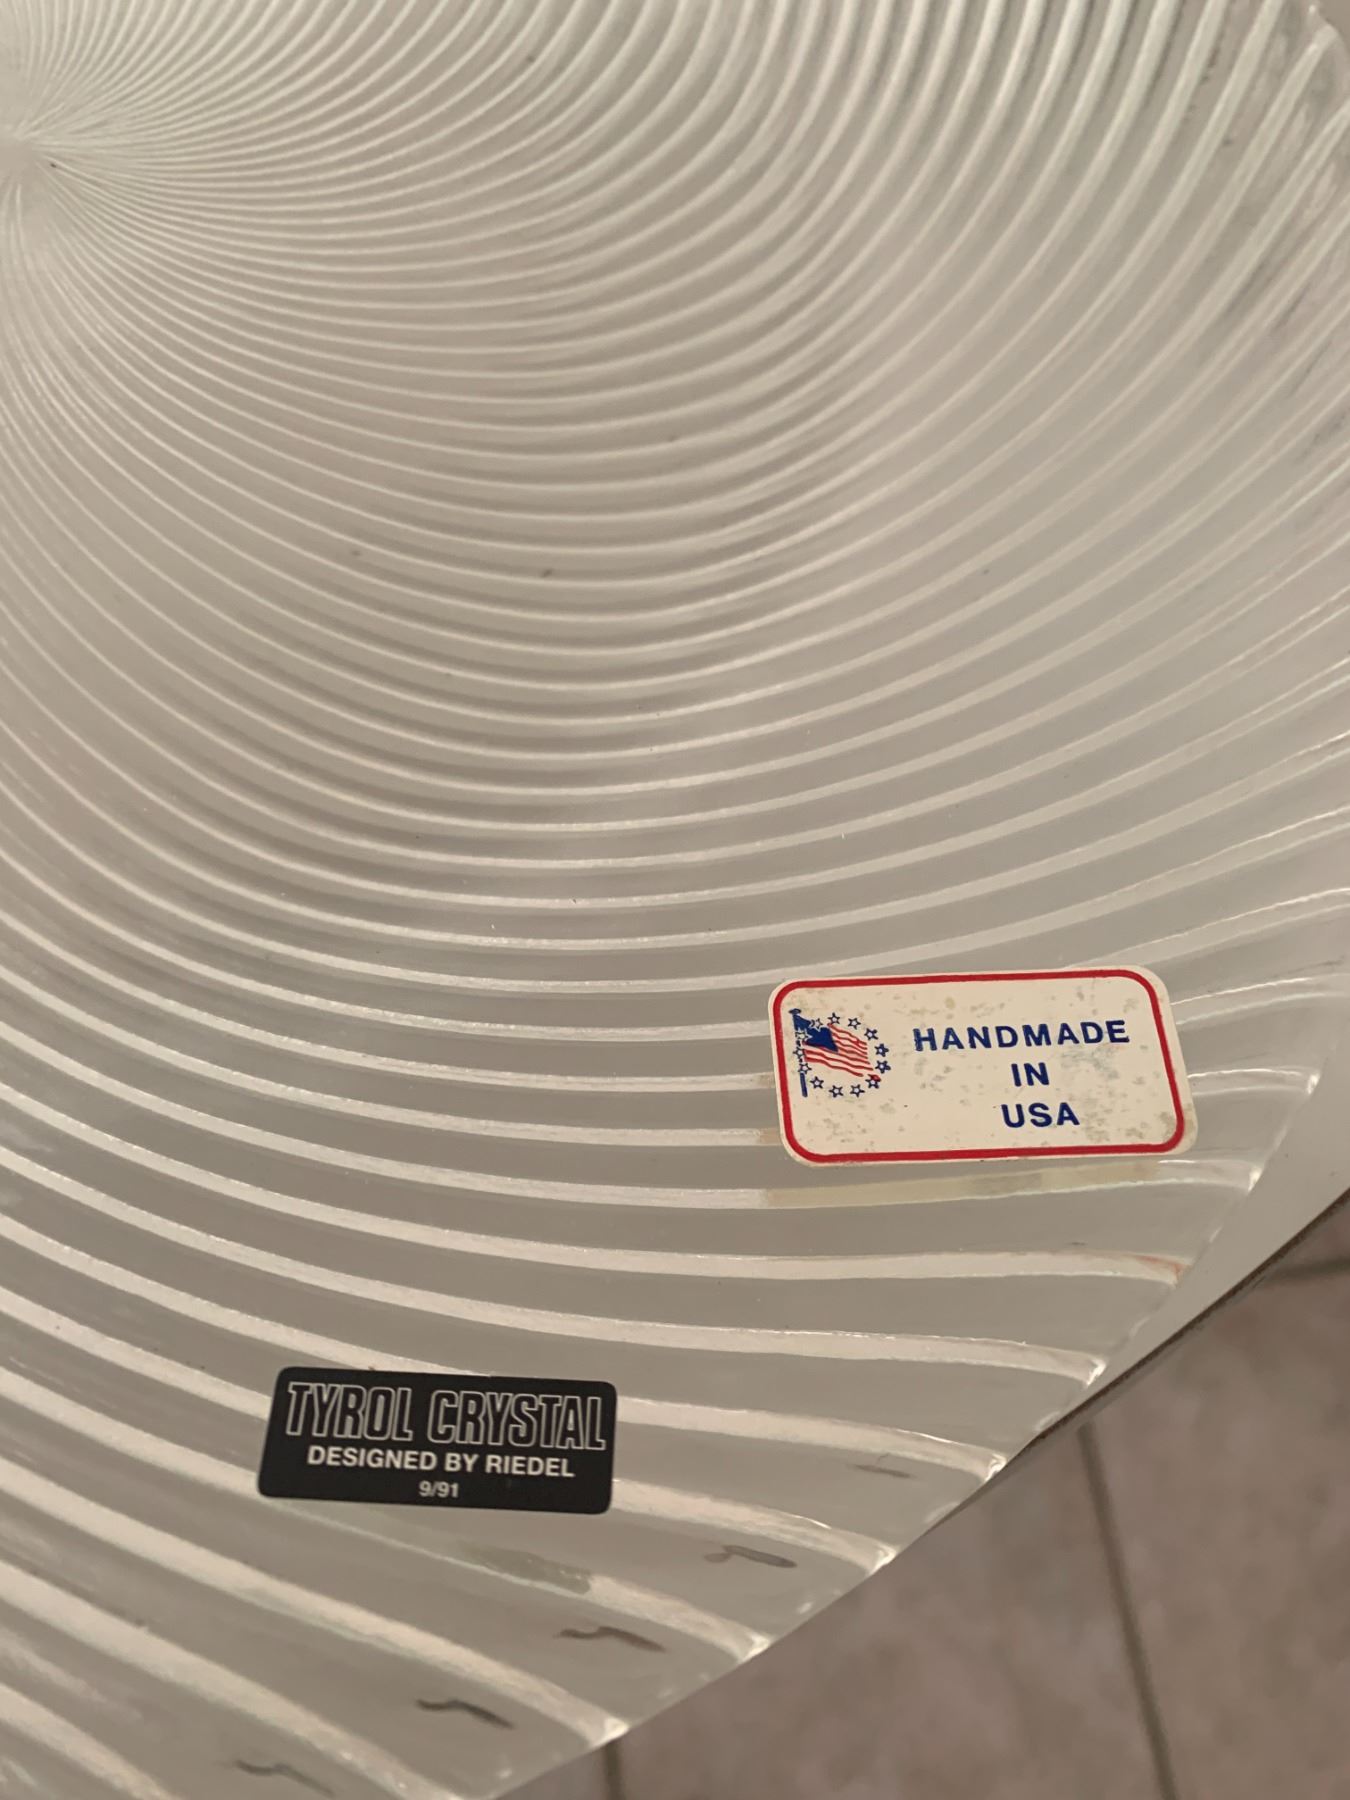 HANDMADE
IN
USA
TYROL CRYSTAL
DESIGNED BY RIEDEL
9/91